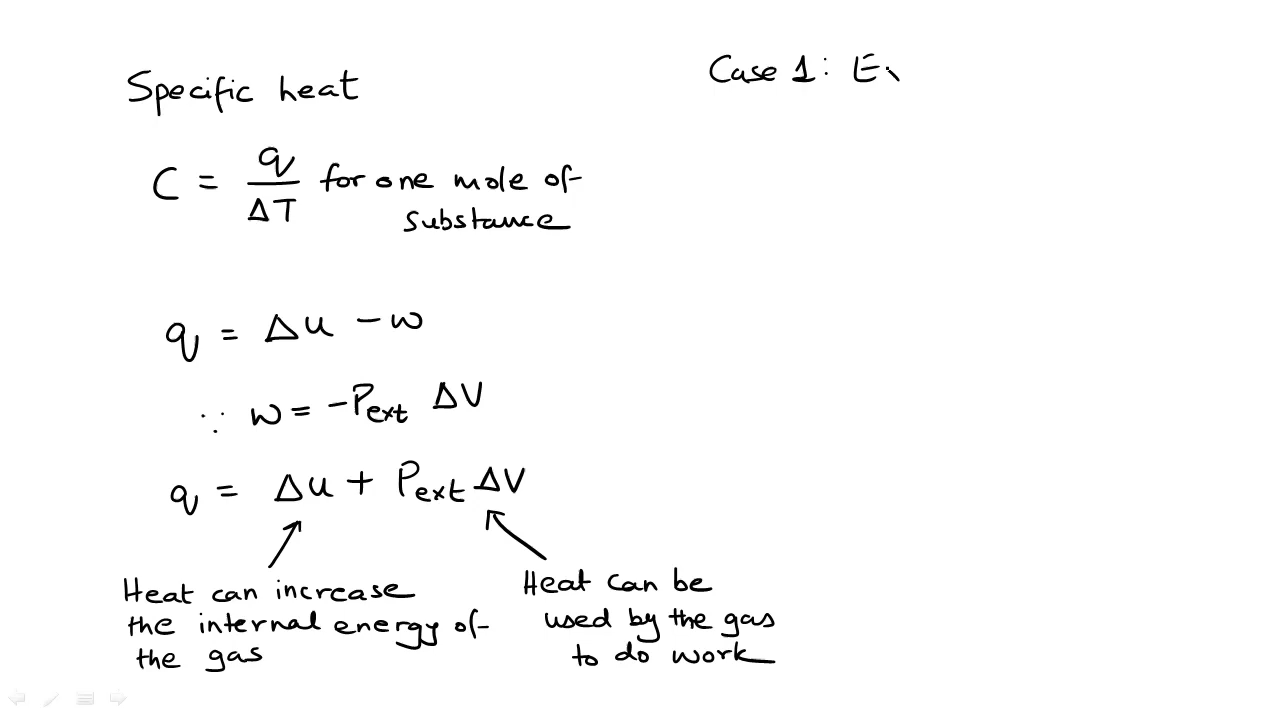 Specific heat
C = q/ΔT for one mole of
substance
q = Δu - w
∵ w = -Pext ΔV
q = Δu + Pext ΔV
Heat can increase
the internal energy of
the gas
Heat can be
used by the gas
to do work
Case 1: